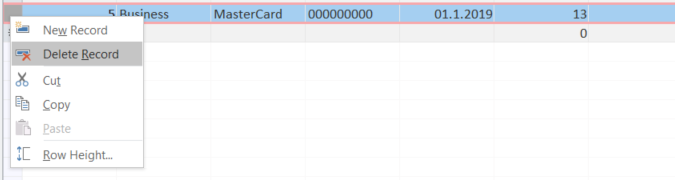 5 Business MasterCard 000000000 01.1.2019 13
0
New Record
Delete Record
Cut
Copy
Paste
Row Height...